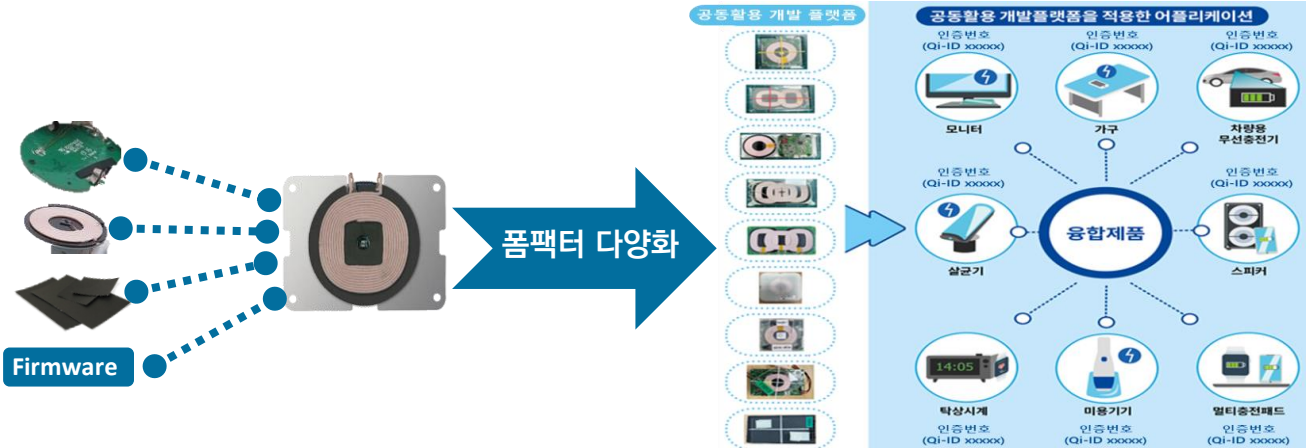 Firmware
폼팩터 다양화
공동활용 개발 플랫폼
공동활용 개발플랫폼을 적용한 어플리케이션
인증번호
(Qi-ID xxxxx)
모니터
인증번호
(Qi-ID xxxxx)
가구
인증번호
(Qi-ID xxxxx)
차량용
무선충전기
인증번호
(Qi-ID xxxxx)
살균기
융합제품
인증번호
(Qi-ID xxxxx)
스피커
14:05
탁상시계
인증번호
(Qi-ID xxxxx)
미용기기
인증번호
(Qi-ID xxxxx)
멀티충전패드
인증번호
(Qi-ID xxxxx)